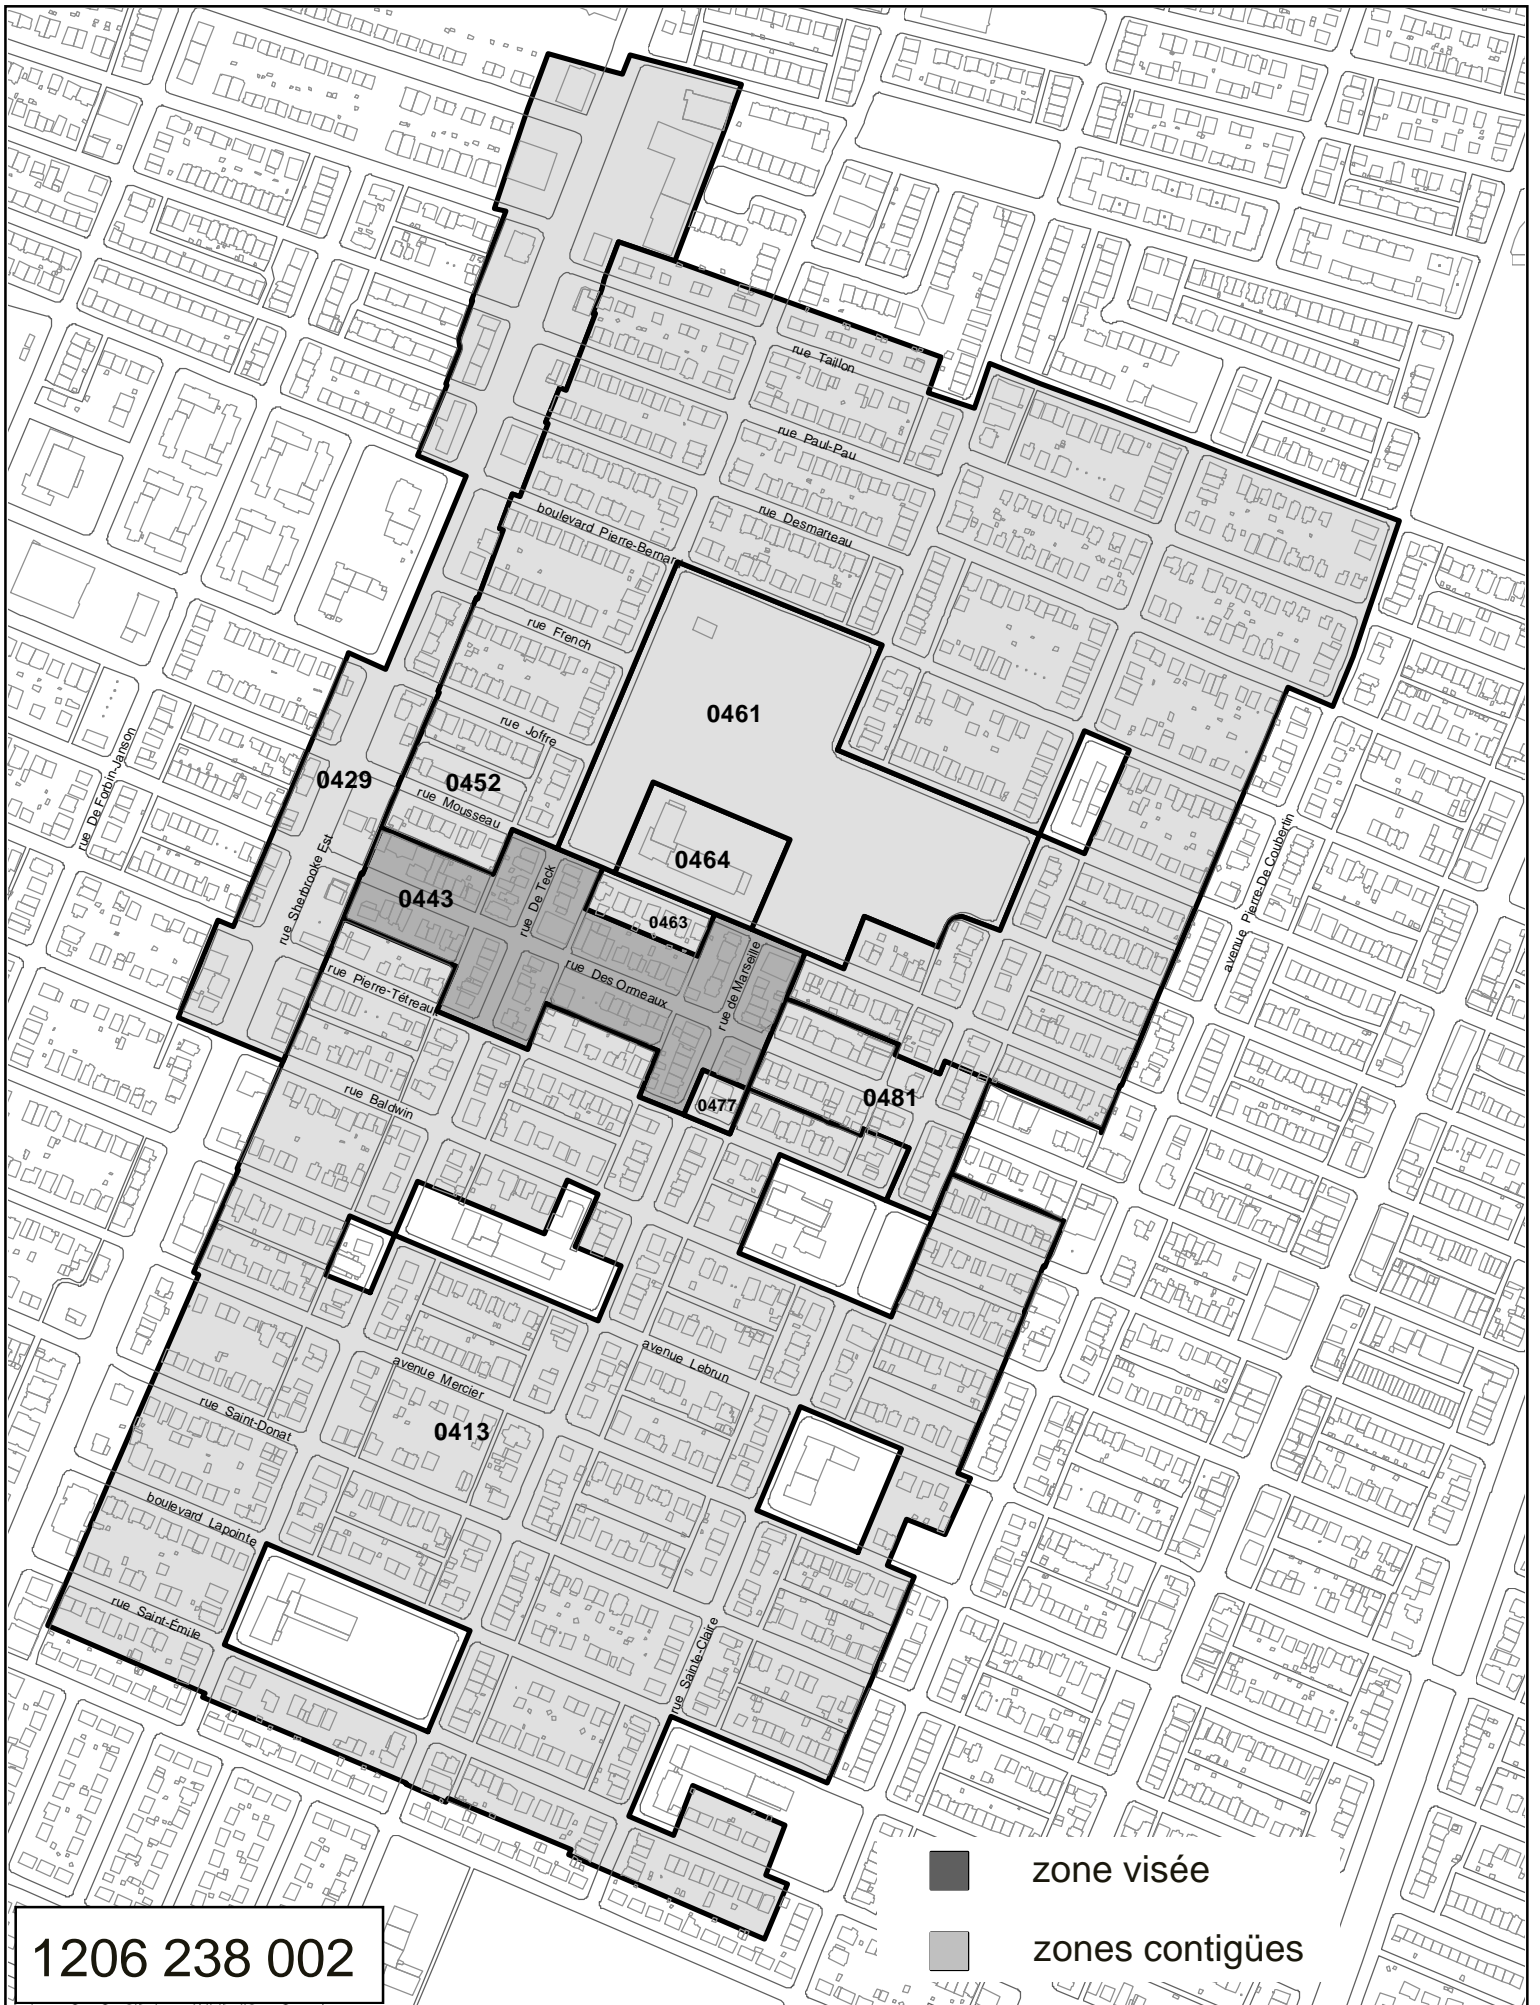 rue Taillon
rue Paul-Pau
rue Desmarteau
boulevard Pierre-Bernar
rue French
0461
rue Joffre
rue De Forbin-Janson
0429
0452
rue Mousseau
avenue Pierre-De Coubertin
0464
rue Sherbrooke Est
0443
rue De Teck
0463
rue Des Ormeaux
rue de Marseille
rue Pierre-Tétreau
rue Baldwin
0477
0481
avenue Lebrun
avenue Mercier
rue Saint-Donat
0413
boulevard Lapointe
rue Saint-Émile
rue Sainte-Claire
zone visée
zones contigües
1206 238 002